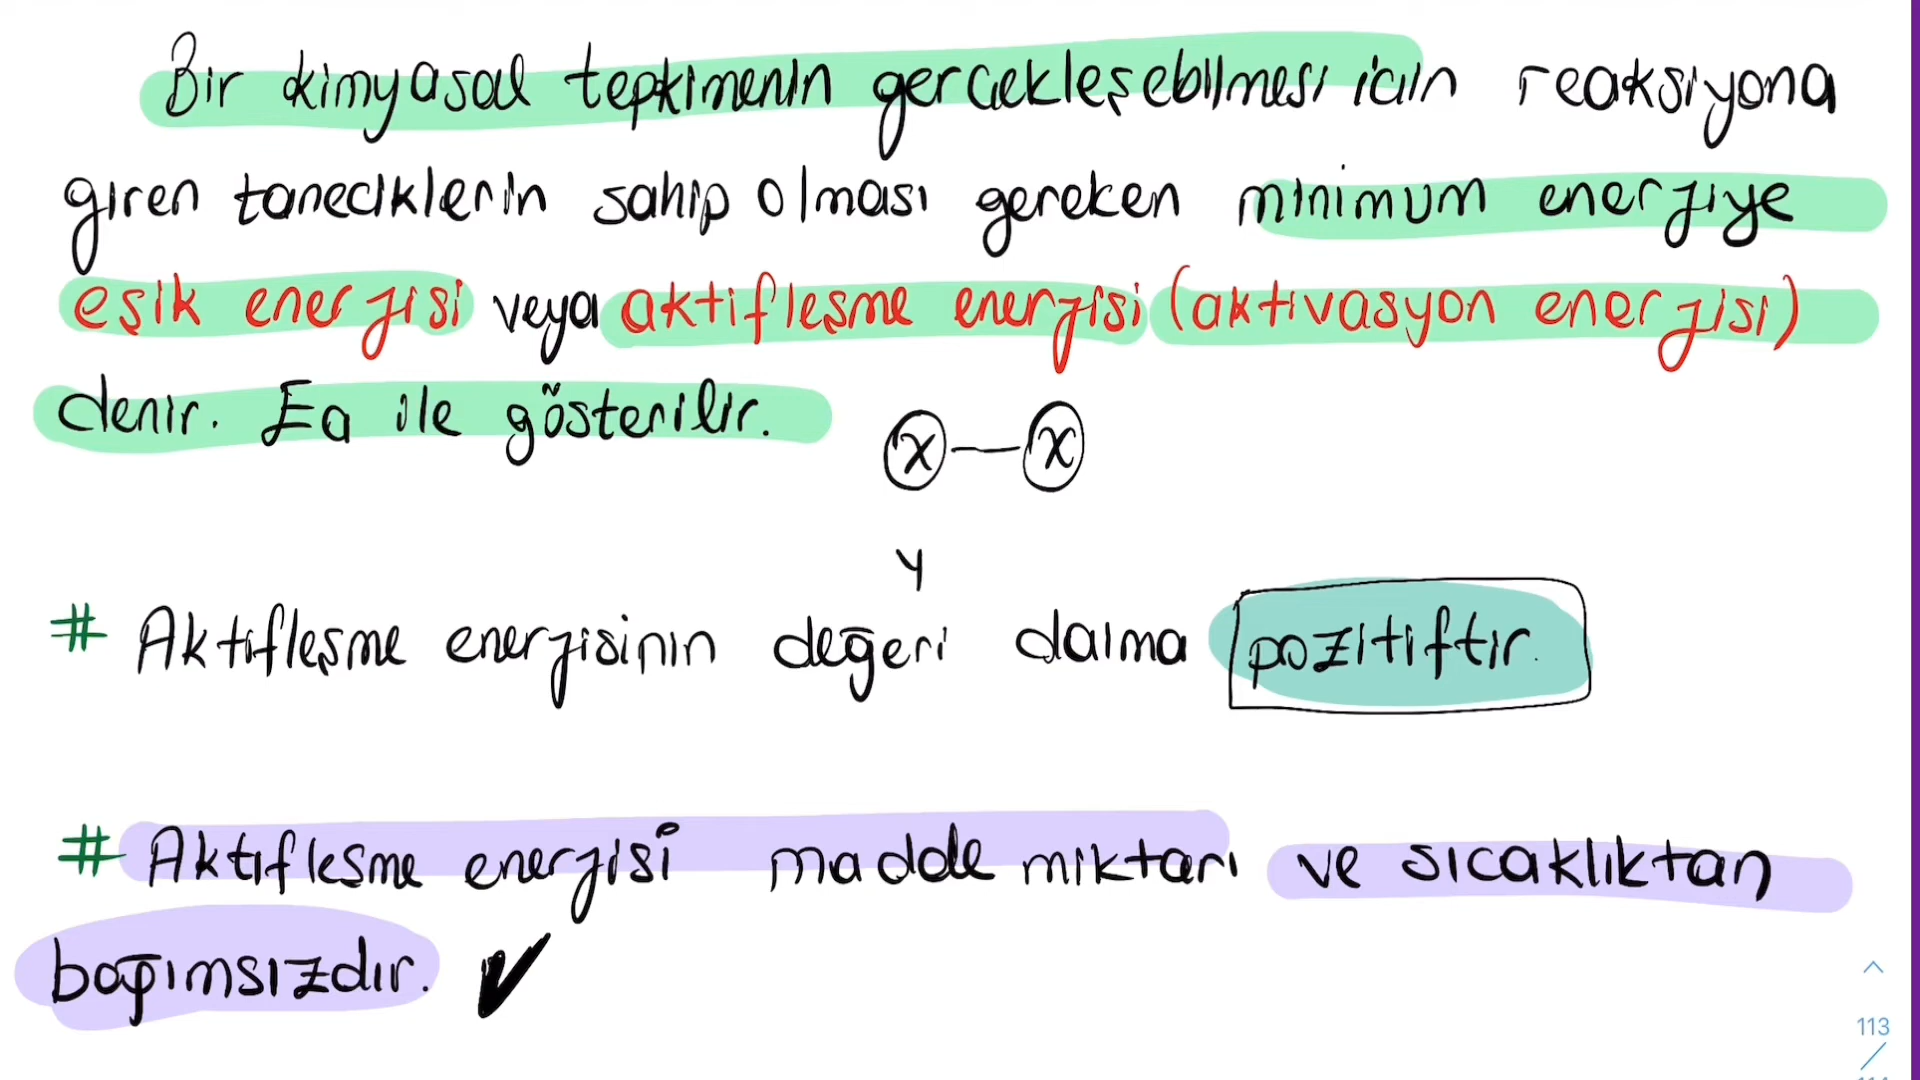 Bir kimyasal tepkimenin gerçekleşebilmesi için reaksiyona
giren taneciklerin sahip olması gereken minimum enerjiye
eşik enerjisi veya aktifleşme enerjisi (aktivasyon enerjisi)
denir. Ea ile gösterilir.
X — X
Y
# Aktifleşme enerjisinin değeri daima pozitiftir.
# Aktifleşme enerjisi madde miktarı ve sıcaklıktan
bağımsızdır. ✓
113